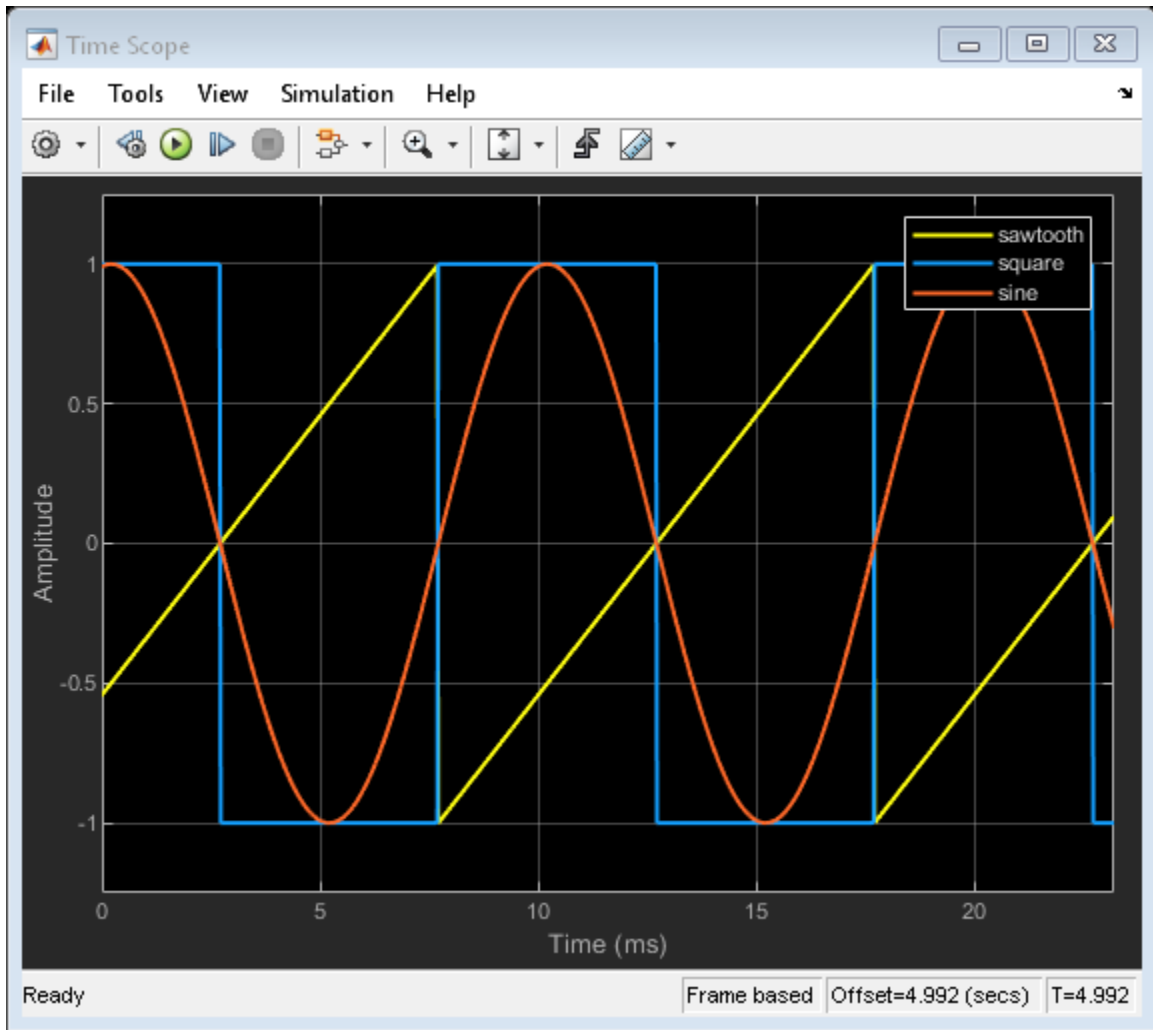 Time Scope
File Tools View Simulation Help
sawtooth
square
sine
1
0.5
0
-0.5
-1
Amplitude
0 5 10 15 20
Time (ms)
Ready Frame based Offset=4.992 (secs) T=4.992